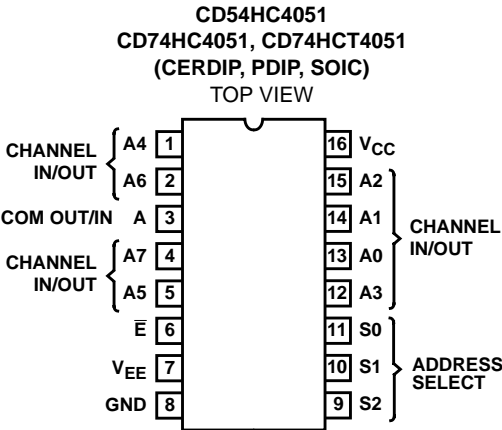 CD54HC4051
CD74HC4051, CD74HCT4051
(CERDIP, PDIP, SOIC)
TOP VIEW
CHANNEL
IN/OUT
A4 1
A6 2
COM OUT/IN A 3
CHANNEL
IN/OUT
A7 4
A5 5
E̅ 6
VEE 7
GND 8
16 VCC
15 A2
14 A1
13 A0
12 A3
CHANNEL
IN/OUT
11 S0
10 S1
9 S2
ADDRESS
SELECT